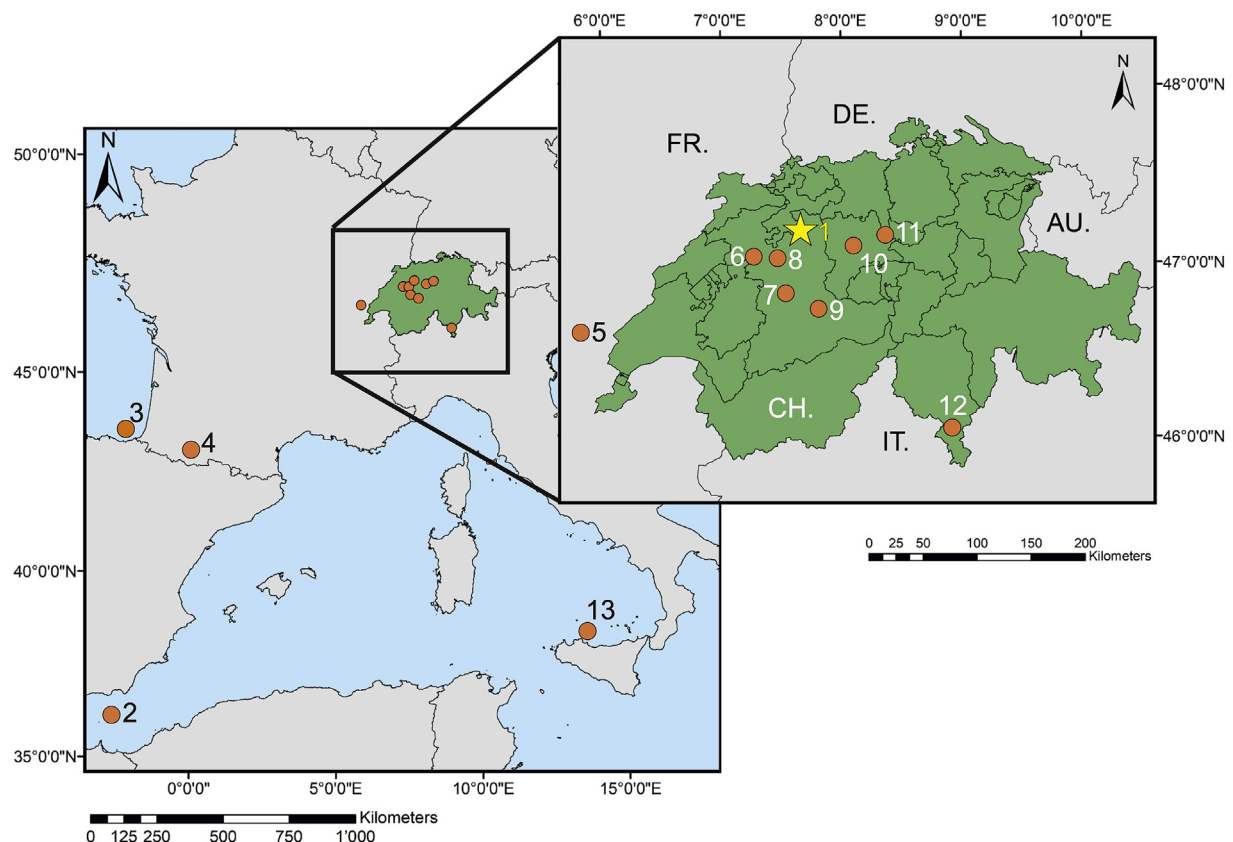 6°0'0"E 7°0'0"E 8°0'0"E 9°0'0"E 10°0'0"E
N
48°0'0"N
DE.
FR.
N
50°0'0"N
AU.
1
11
6
8
10
47°0'0"N
7
9
5
45°0'0"N
CH.
12
3
IT.
46°0'0"N
4
0 25 50 100 150 200
Kilometers
40°0'0"N
13
2
35°0'0"N
0°0'0" 5°0'0"E 10°0'0"E 15°0'0"E
Kilometers
0 125 250 500 750 1'000